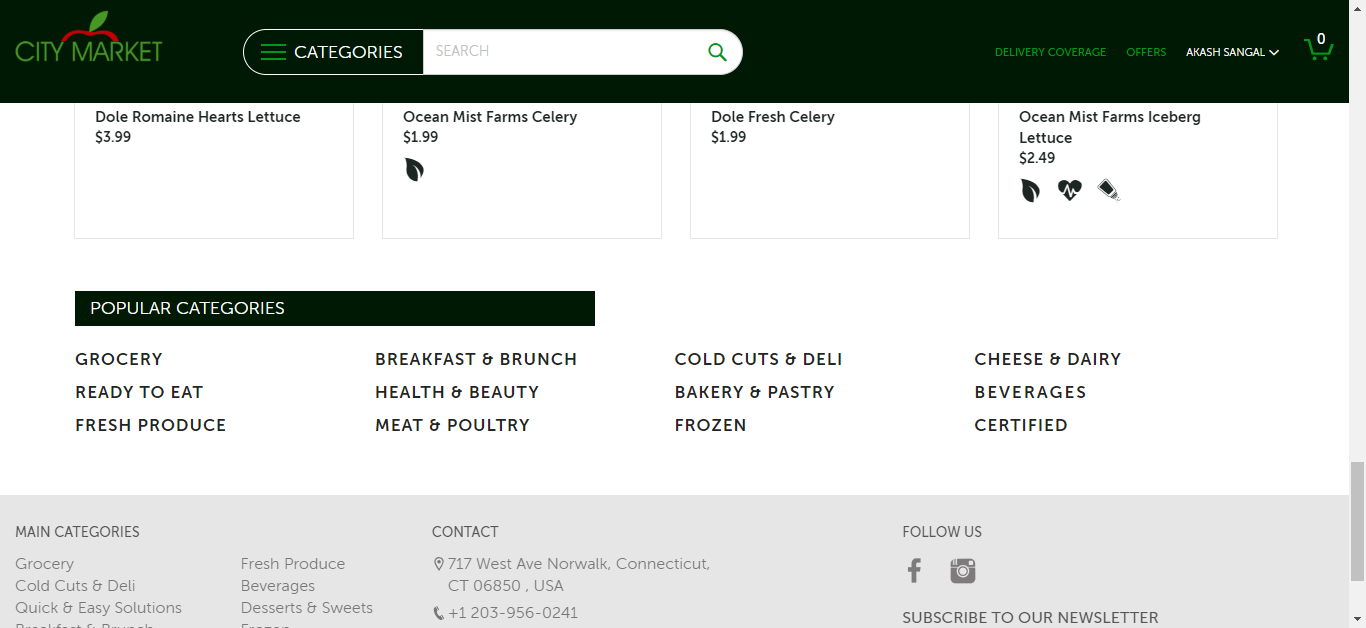 CITY MARKET
CATEGORIES
SEARCH
DELIVERY COVERAGE
OFFERS
AKASH SANGAL
0
Dole Romaine Hearts Lettuce
$3.99
Ocean Mist Farms Celery
$1.99
Dole Fresh Celery
$1.99
Ocean Mist Farms Iceberg
Lettuce
$2.49
POPULAR CATEGORIES
GROCERY
BREAKFAST & BRUNCH
COLD CUTS & DELI
CHEESE & DAIRY
READY TO EAT
HEALTH & BEAUTY
BAKERY & PASTRY
BEVERAGES
FRESH PRODUCE
MEAT & POULTRY
FROZEN
CERTIFIED
MAIN CATEGORIES
Grocery
Cold Cuts & Deli
Quick & Easy Solutions
Breakfast & Brunch
Fresh Produce
Beverages
Desserts & Sweets
Frozen
CONTACT
717 West Ave Norwalk, Connecticut,
CT 06850 , USA
+1 203-956-0241
FOLLOW US
SUBSCRIBE TO OUR NEWSLETTER